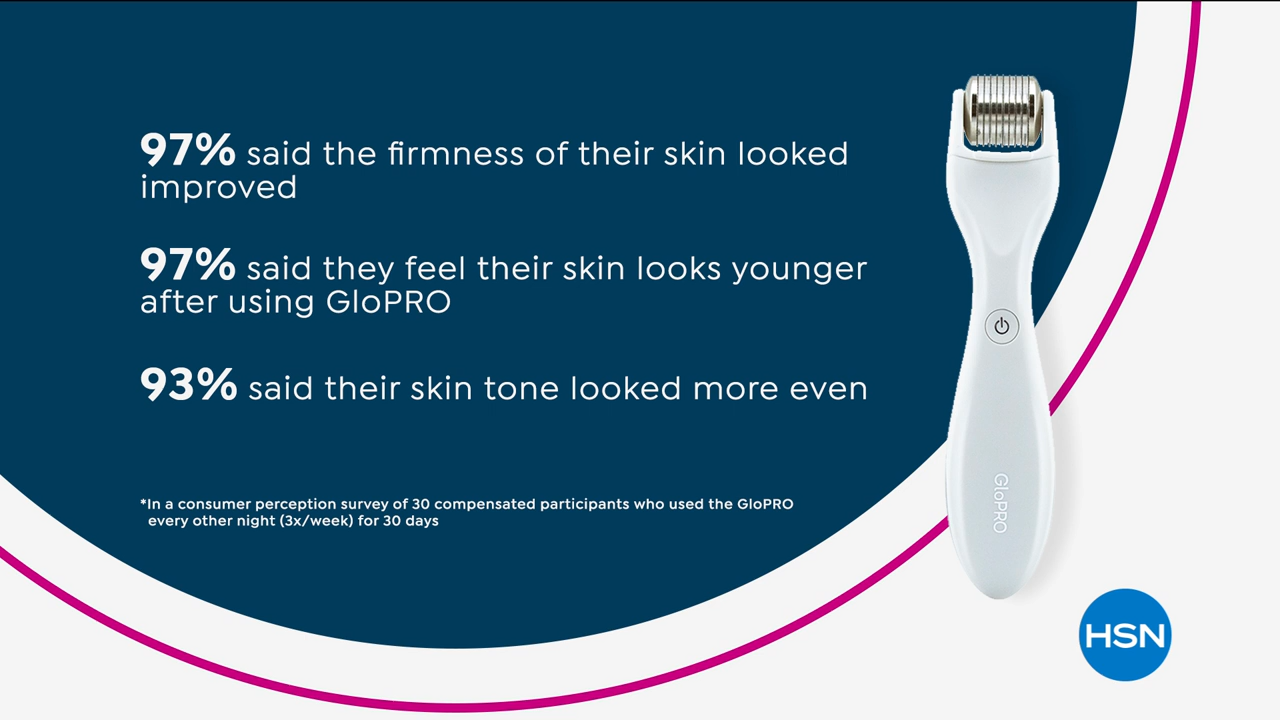 97% said the firmness of their skin looked
improved
97% said they feel their skin looks younger
after using GloPRO
93% said their skin tone looked more even
*In a consumer perception survey of 30 compensated participants who used the GloPRO
every other night (3x/week) for 30 days
GloPRO
HSN